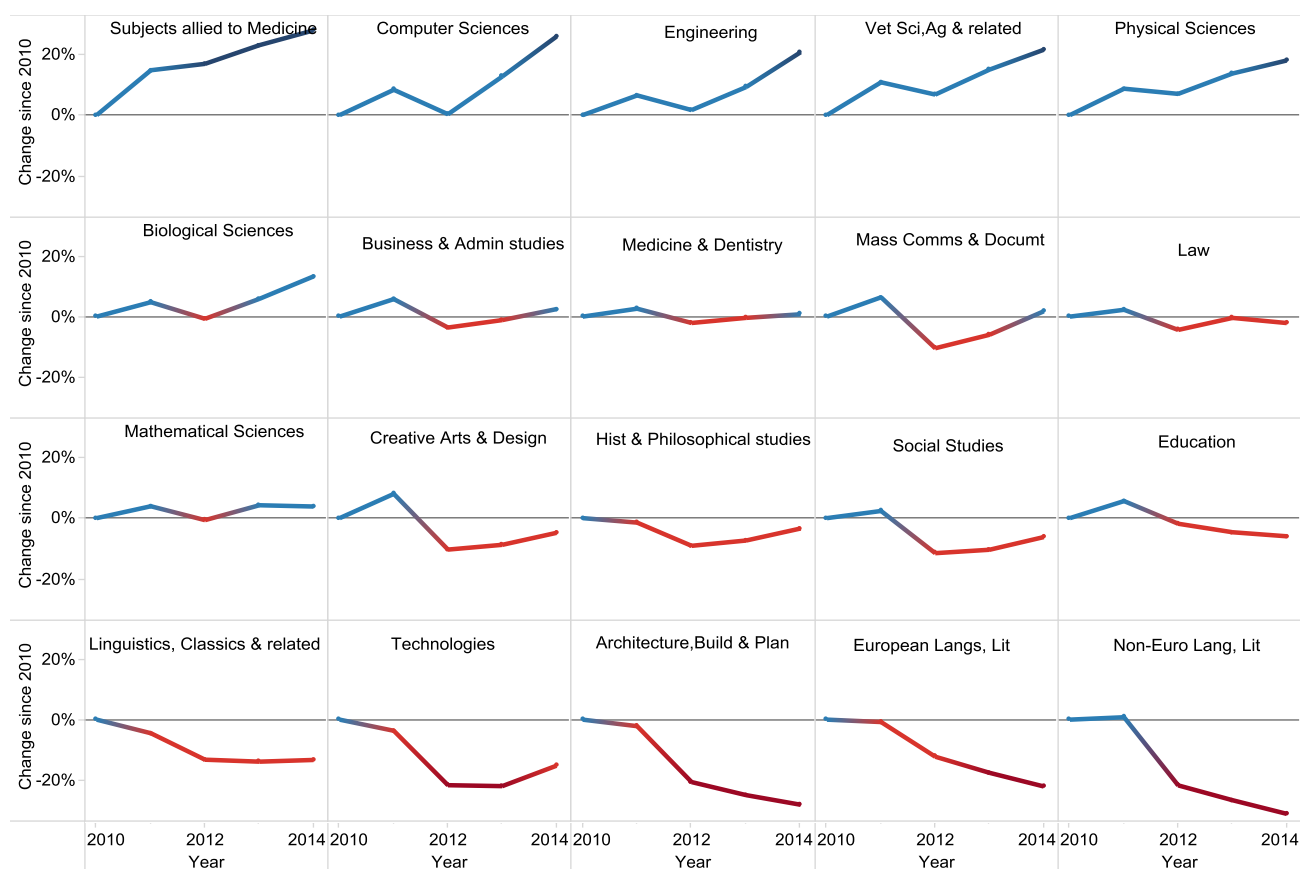 Subjects allied to Medicine
Computer Sciences
Engineering
Vet Sci,Ag & related
Physical Sciences
Change since 2010
20%
0%
-20%
Biological Sciences
Business & Admin studies
Medicine & Dentistry
Mass Comms & Documt
Law
Change since 2010
20%
0%
-20%
Mathematical Sciences
Creative Arts & Design
Hist & Philosophical studies
Social Studies
Education
Change since 2010
20%
0%
-20%
Linguistics, Classics & related
Technologies
Architecture,Build & Plan
European Langs, Lit
Non-Euro Lang, Lit
Change since 2010
20%
0%
-20%
2010 2012 2014 2010 2012 2014 2010 2012 2014 2010 2012 2014 2010 2012 2014
Year Year Year Year Year